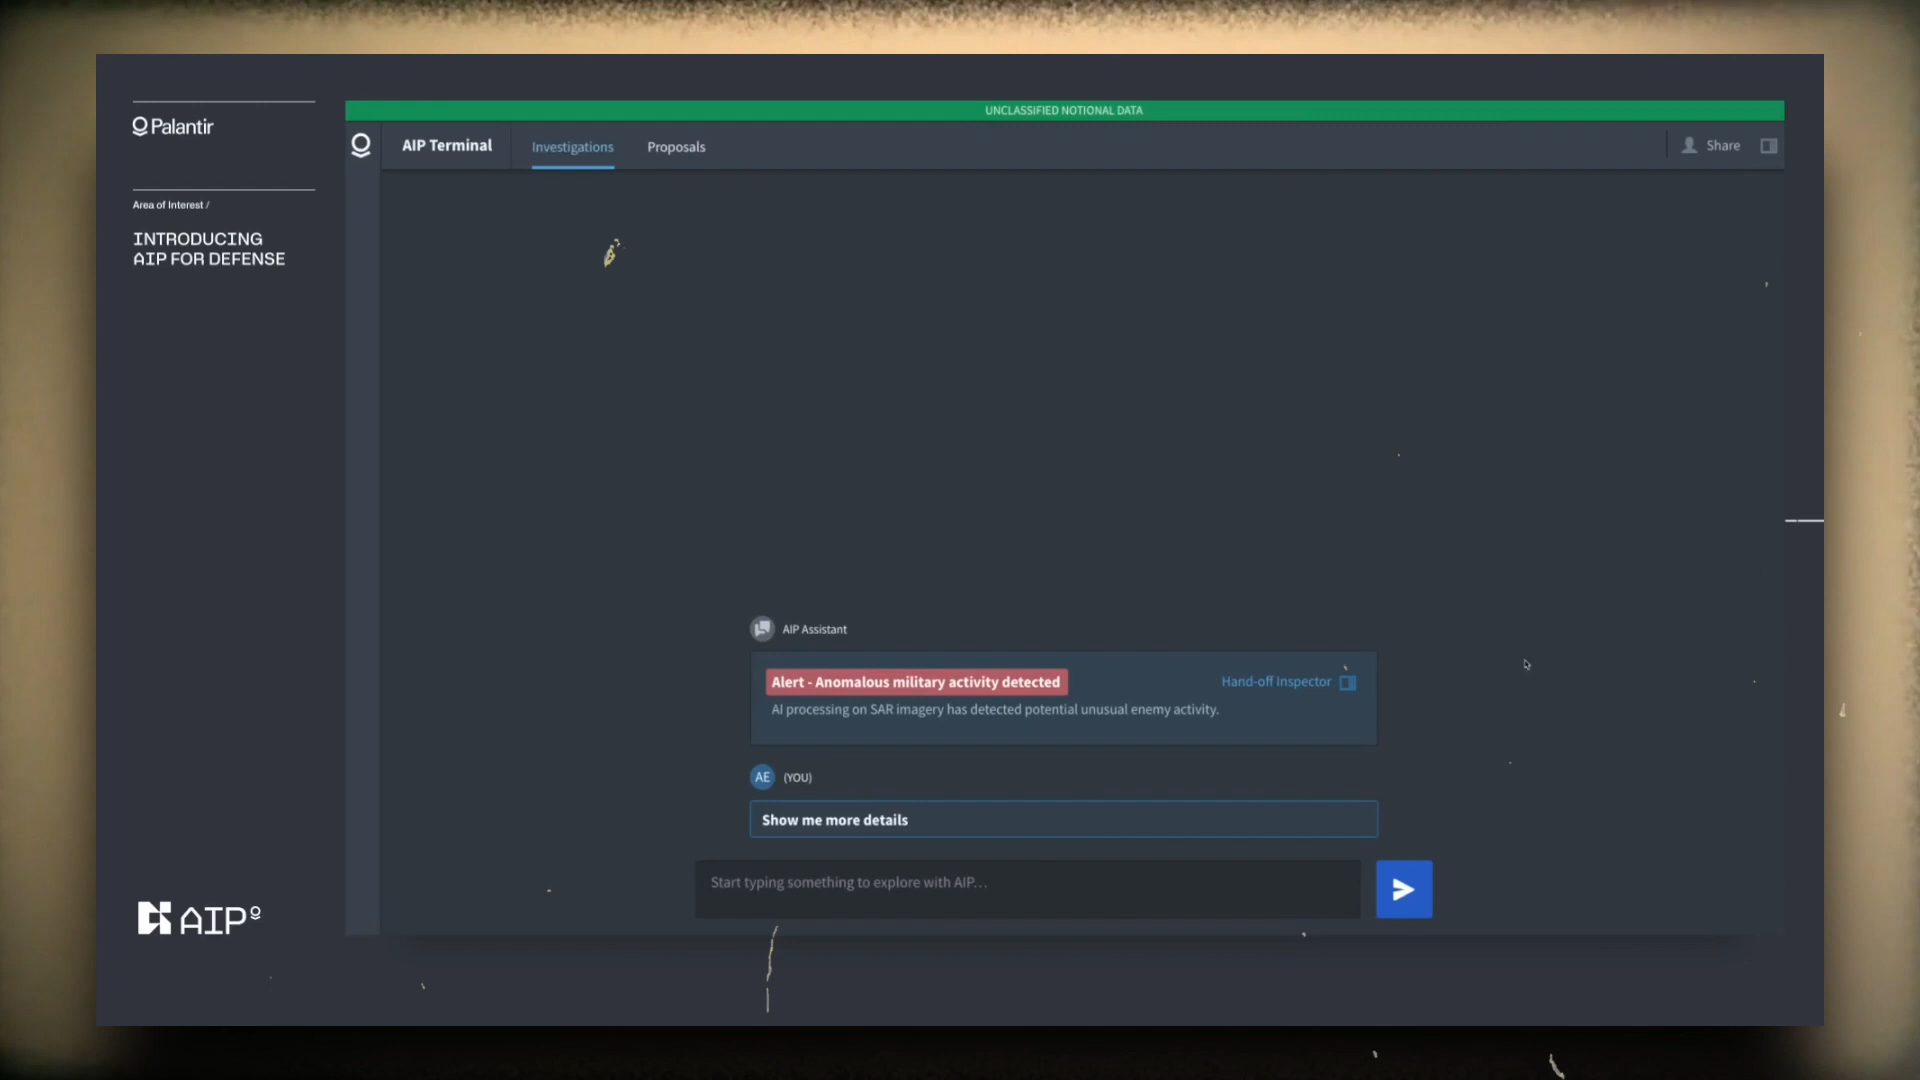 Palantir
Area of Interest /
INTRODUCING
AIP FOR DEFENSE
UNCLASSIFIED NOTIONAL DATA
AIP Terminal
Investigations
Proposals
Share
AIP Assistant
Alert - Anomalous military activity detected
Hand-off Inspector
AI processing on SAR imagery has detected potential unusual enemy activity.
AE (YOU)
Show me more details
Start typing something to explore with AIP...
AIP